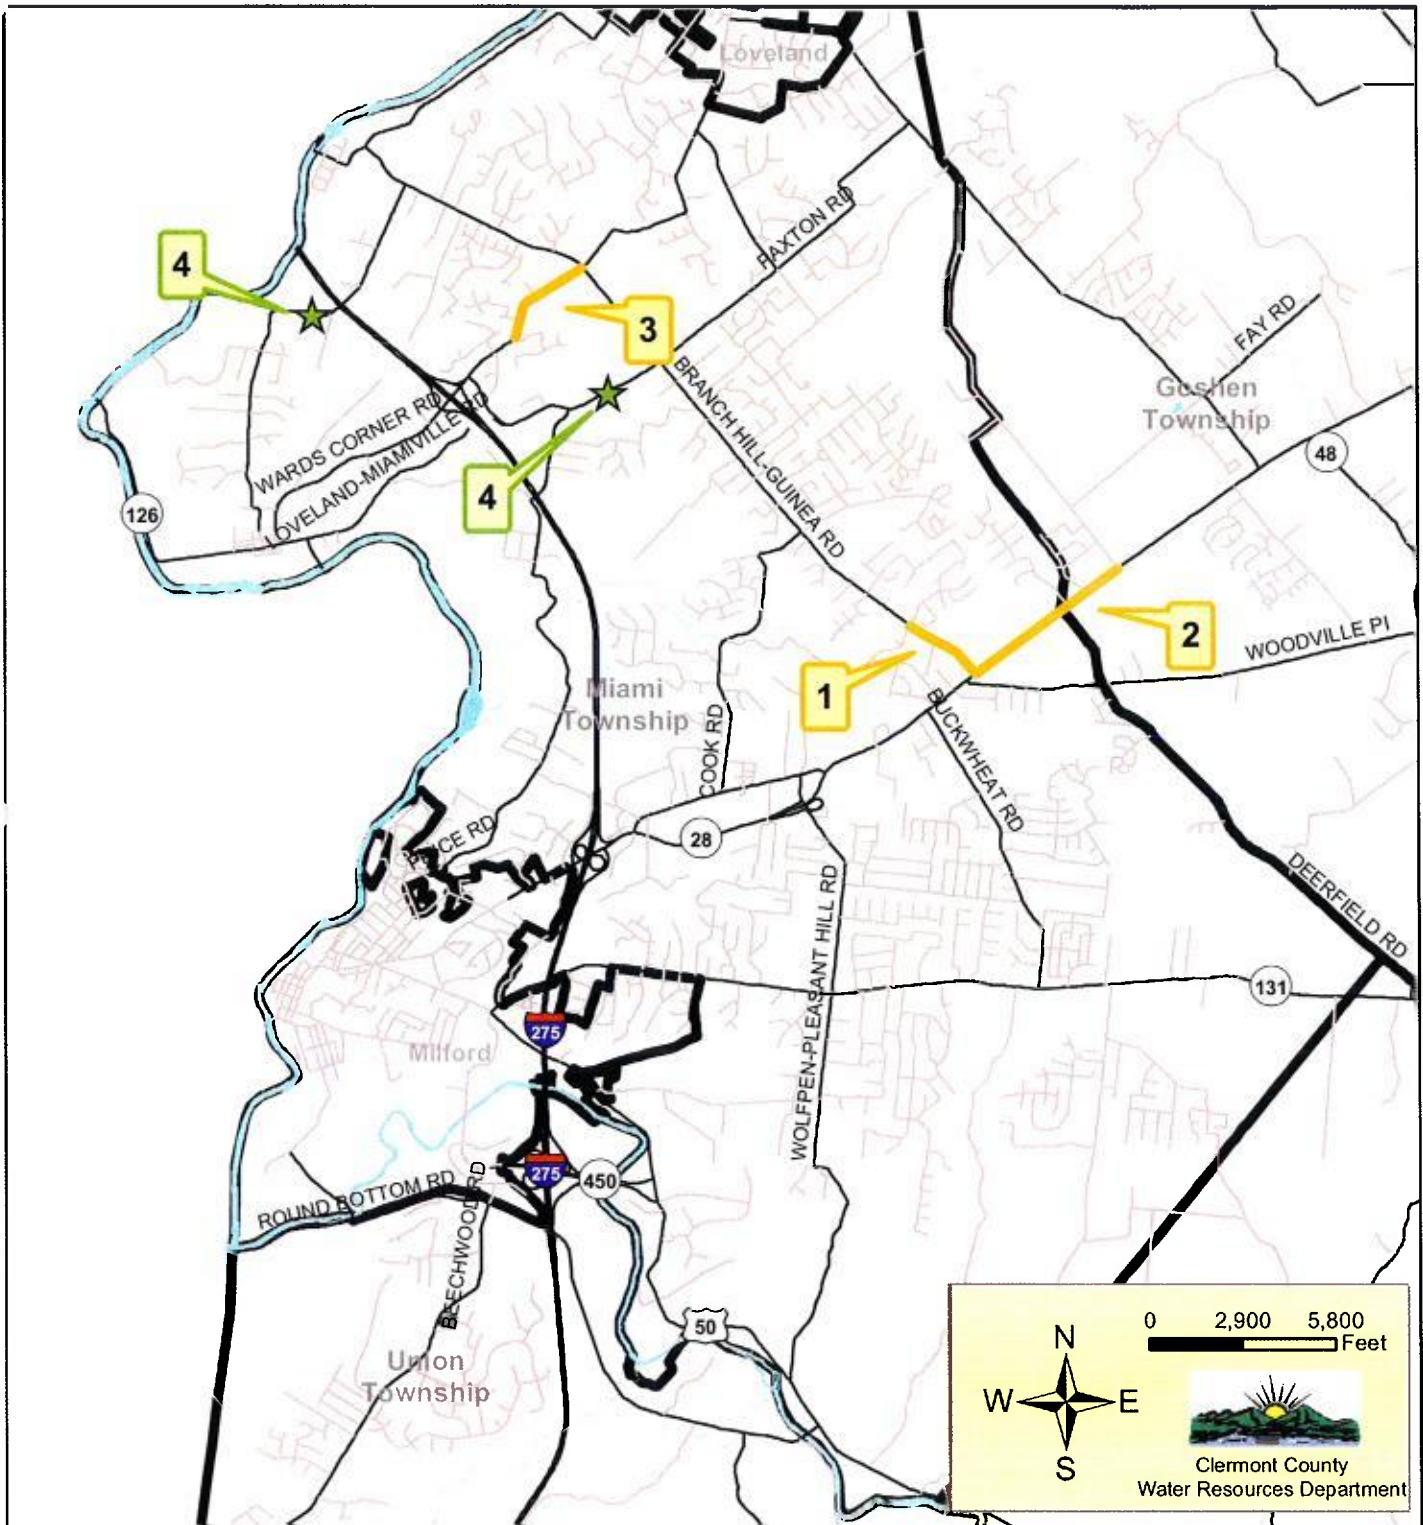 Loveland
PAXTON RD
4
3
FAY RD
BRANCH HILL-GUINEA RD
Goshen
Township
WARDS CORNER RD
LOVELAND-MIAMIVILLE RD
48
4
126
2
WOODVILLE PI
1
Miami
Township
BUCKWHEAT RD
COOK RD
28
PRICE RD
DEERFIELD RD
WOLFPEN-PLEASANT HILL RD
131
275
Milford
275
450
ROUND BOTTOM RD
BEECHWOOD RD
50
Union
Township
0 2,900 5,800
Feet
N
W E
S
Clermont County
Water Resources Department